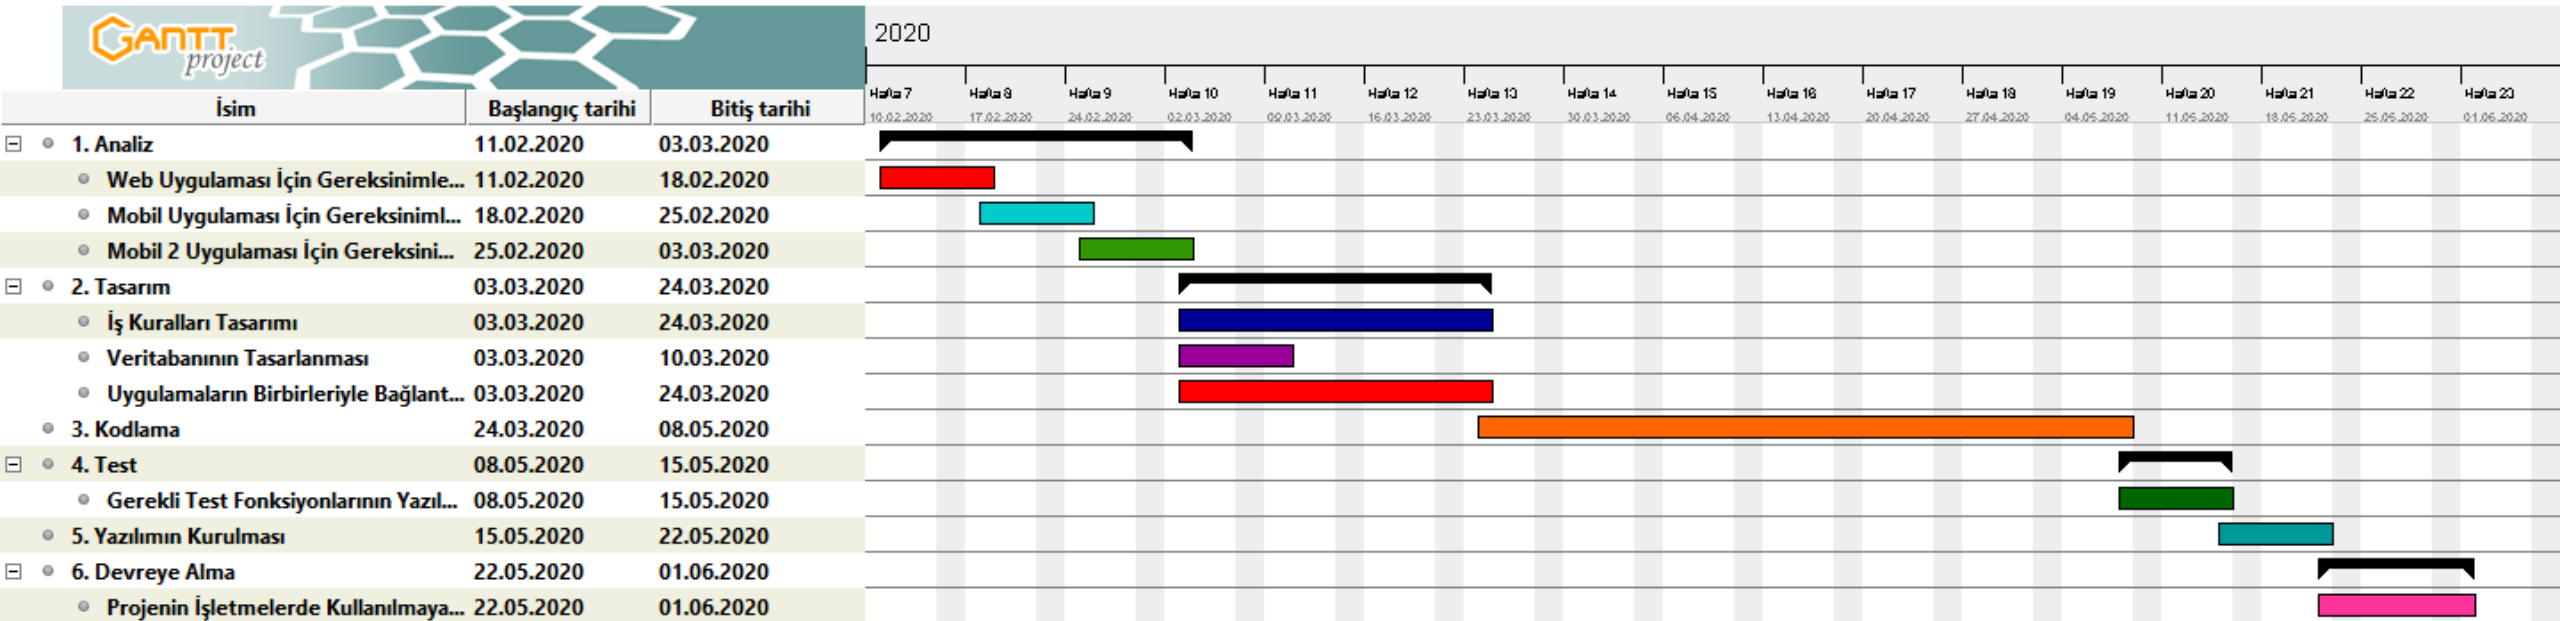 GANTT
project
2020
Hafta 7 Hafta 8 Hafta 9 Hafta 10 Hafta 11 Hafta 12 Hafta 13 Hafta 14 Hafta 15 Hafta 16 Hafta 17 Hafta 18 Hafta 19 Hafta 20 Hafta 21 Hafta 22 Hafta 23
İsim Başlangıç tarihi Bitiş tarihi
10.02.2020 17.02.2020 24.02.2020 02.03.2020 09.03.2020 16.03.2020 23.03.2020 30.03.2020 06.04.2020 13.04.2020 20.04.2020 27.04.2020 04.05.2020 11.05.2020 18.05.2020 25.05.2020 01.06.2020
1. Analiz 11.02.2020 03.03.2020
Web Uygulaması İçin Gereksinimle... 11.02.2020 18.02.2020
Mobil Uygulaması İçin Gereksiniml... 18.02.2020 25.02.2020
Mobil 2 Uygulaması İçin Gereksini... 25.02.2020 03.03.2020
2. Tasarım 03.03.2020 24.03.2020
İş Kuralları Tasarımı 03.03.2020 24.03.2020
Veritabanının Tasarlanması 03.03.2020 10.03.2020
Uygulamaların Birbirleriyle Bağlant... 03.03.2020 24.03.2020
3. Kodlama 24.03.2020 08.05.2020
4. Test 08.05.2020 15.05.2020
Gerekli Test Fonksiyonlarının Yazıl... 08.05.2020 15.05.2020
5. Yazılımın Kurulması 15.05.2020 22.05.2020
6. Devreye Alma 22.05.2020 01.06.2020
Projenin İşletmelerde Kullanılmaya... 22.05.2020 01.06.2020